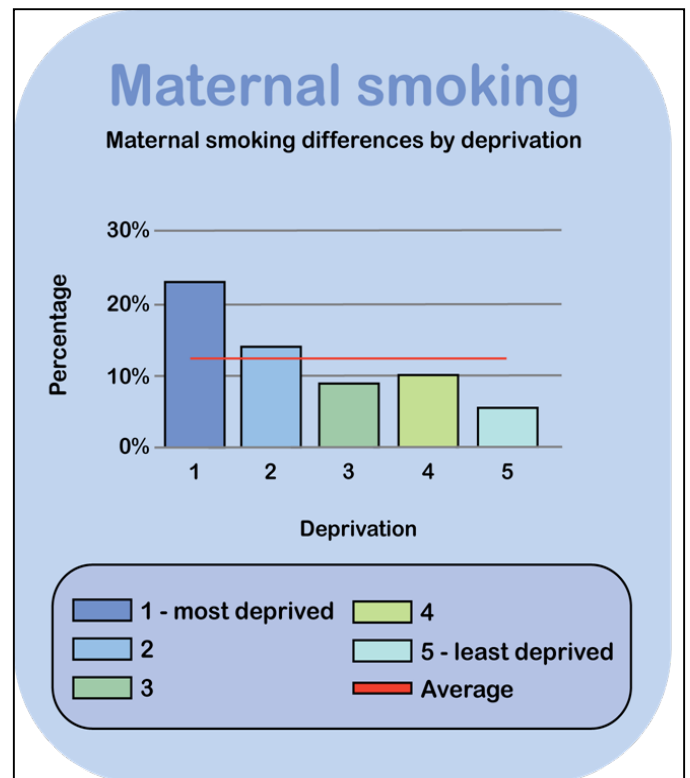 Maternal smoking
Maternal smoking differences by deprivation
30%
20%
10%
0%
Percentage
1 2 3 4 5
Deprivation
1 - most deprived
2
3
4
5 - least deprived
Average